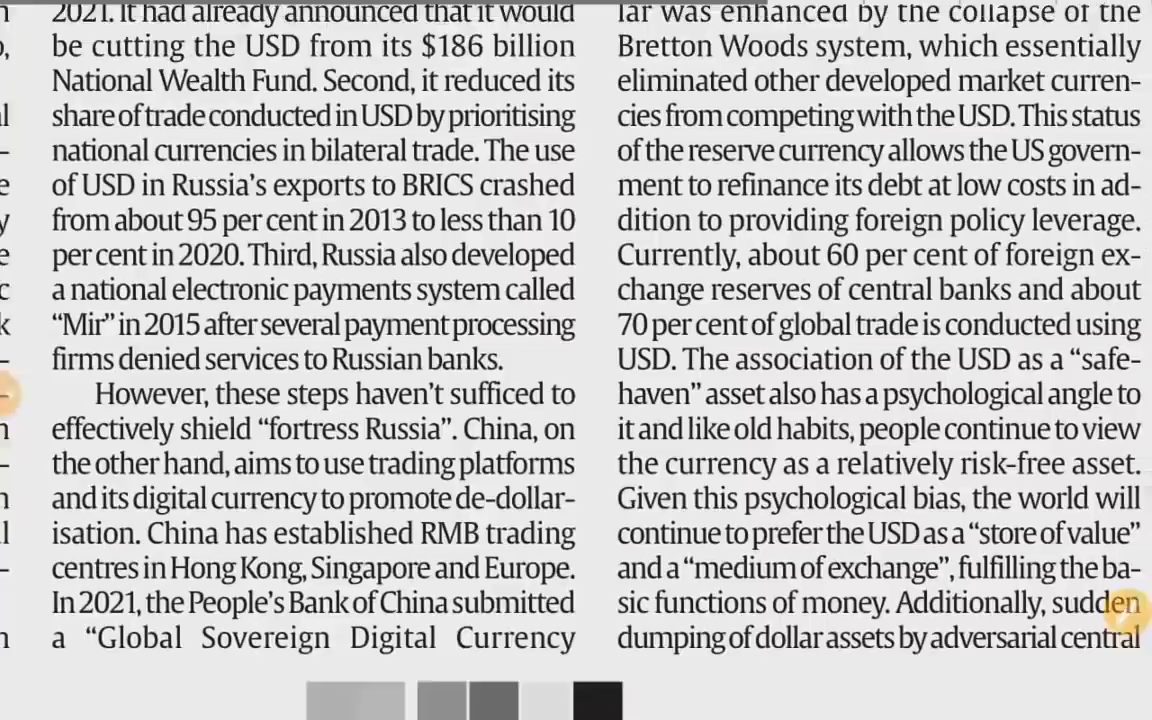 2021. It had already announced that it would
be cutting the USD from its $186 billion
National Wealth Fund. Second, it reduced its
share of trade conducted in USD by prioritising
national currencies in bilateral trade. The use
of USD in Russia's exports to BRICS crashed
from about 95 per cent in 2013 to less than 10
per cent in 2020. Third, Russia also developed
a national electronic payments system called
“Mir” in 2015 after several payment processing
firms denied services to Russian banks.
However, these steps haven't sufficed to
effectively shield “fortress Russia”. China, on
the other hand, aims to use trading platforms
and its digital currency to promote de-dollar-
isation. China has established RMB trading
centres in Hong Kong, Singapore and Europe.
In 2021, the People's Bank of China submitted
a “Global Sovereign Digital Currency
lar was enhanced by the collapse of the
Bretton Woods system, which essentially
eliminated other developed market curren-
cies from competing with the USD. This status
of the reserve currency allows the US govern-
ment to refinance its debt at low costs in ad-
dition to providing foreign policy leverage.
Currently, about 60 per cent of foreign ex-
change reserves of central banks and about
70 per cent of global trade is conducted using
USD. The association of the USD as a “safe-
haven” asset also has a psychological angle to
it and like old habits, people continue to view
the currency as a relatively risk-free asset.
Given this psychological bias, the world will
continue to prefer the USD as a “store of value”
and a “medium of exchange”, fulfilling the ba-
sic functions of money. Additionally, sudden
dumping of dollar assets by adversarial central